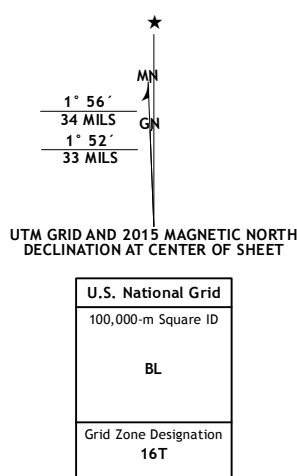 MN
1° 56´
34 MILS
GN
1° 52´
33 MILS
UTM GRID AND 2015 MAGNETIC NORTH
DECLINATION AT CENTER OF SHEET
U.S. National Grid
100,000-m Square ID
BL
Grid Zone Designation
16T